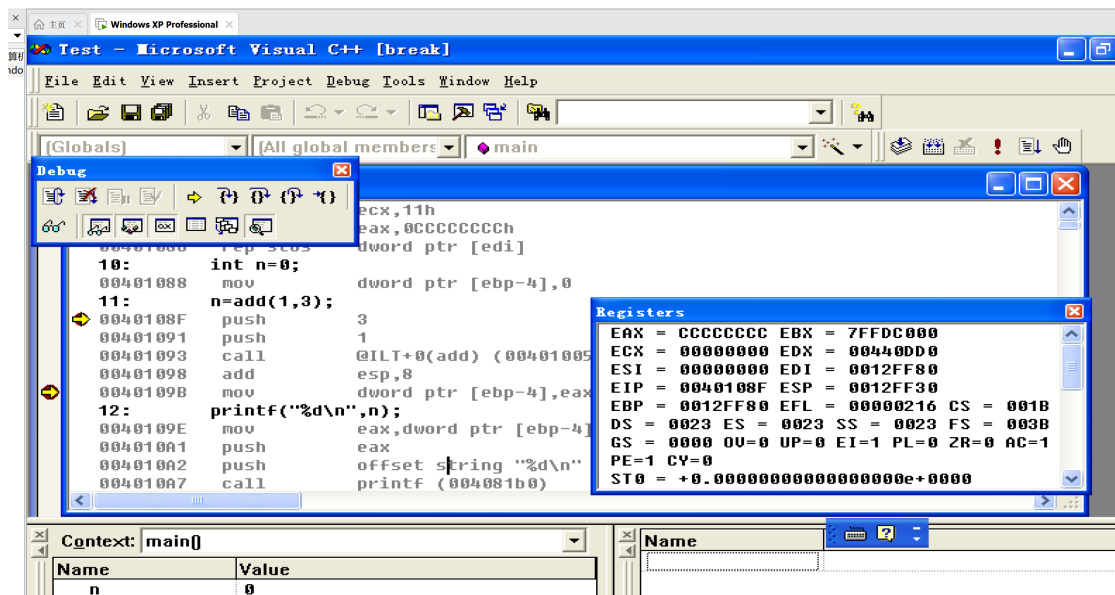 主页
Windows XP Professional
Test - Microsoft Visual C++ [break]
File Edit View Insert Project Debug Tools Window Help
(Globals)
(All global members
main
Debug
ecx,11h
eax,0CCCCCCCCh
00401086 rep stos dword ptr [edi]
10: int n=0;
00401088 mov dword ptr [ebp-4],0
11: n=add(1,3);
0040108F push 3
00401091 push 1
00401093 call @ILT+0(add) (00401005
00401098 add esp,8
0040109B mov dword ptr [ebp-4],eax
12: printf("%d\n",n);
0040109E mov eax,dword ptr [ebp-4]
004010A1 push eax
004010A2 push offset string "%d\n"
004010A7 call printf (004081b0)
Registers
EAX = CCCCCCCC EBX = 7FFDC000
ECX = 00000000 EDX = 00440DD0
ESI = 00000000 EDI = 0012FF80
EIP = 0040108F ESP = 0012FF30
EBP = 0012FF80 EFL = 00000216 CS = 001B
DS = 0023 ES = 0023 SS = 0023 FS = 003B
GS = 0000 OV=0 UP=0 EI=1 PL=0 ZR=0 AC=1
PE=1 CY=0
ST0 = +0.00000000000000000000e+0000
Context: main()
Name Value
n 0
Name